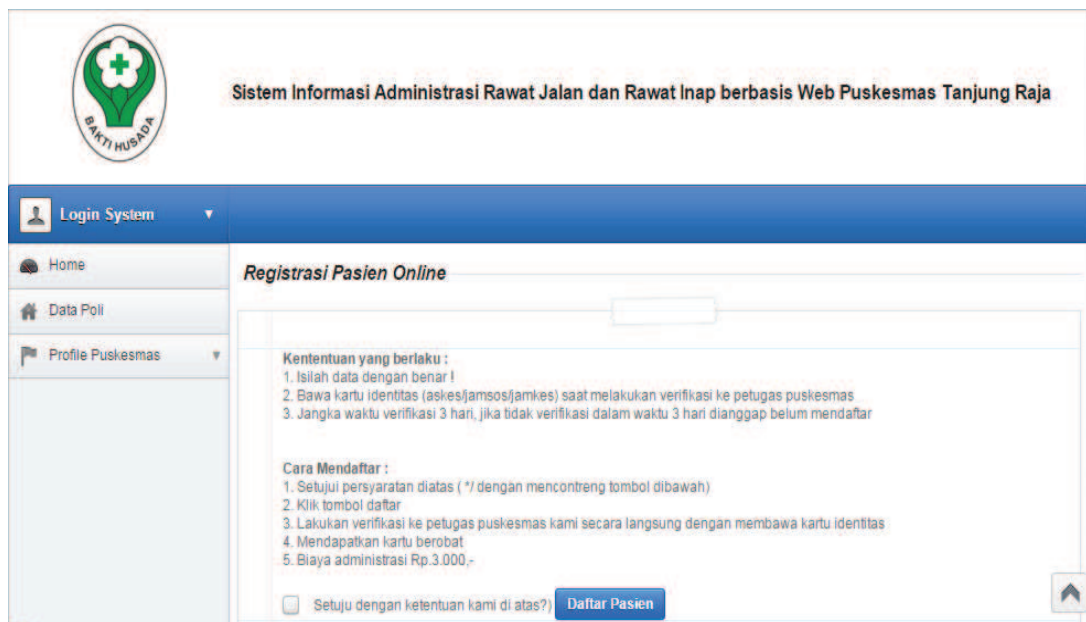 BAKTI HUSADA
Sistem Informasi Administrasi Rawat Jalan dan Rawat Inap berbasis Web Puskesmas Tanjung Raja
Login System
Home
Data Poli
Profile Puskesmas
Registrasi Pasien Online
Kententuan yang berlaku :
1. Isilah data dengan benar !
2. Bawa kartu identitas (askes/jamsos/jamkes) saat melakukan verifikasi ke petugas puskesmas
3. Jangka waktu verifikasi 3 hari, jika tidak verifikasi dalam waktu 3 hari dianggap belum mendaftar
Cara Mendaftar :
1. Setujui persyaratan diatas ( */ dengan mencontreng tombol dibawah)
2. Klik tombol daftar
3. Lakukan verifikasi ke petugas puskesmas kami secara langsung dengan membawa kartu identitas
4. Mendapatkan kartu berobat
5. Biaya administrasi Rp.3.000,-
Setuju dengan ketentuan kami di atas?) Daftar Pasien